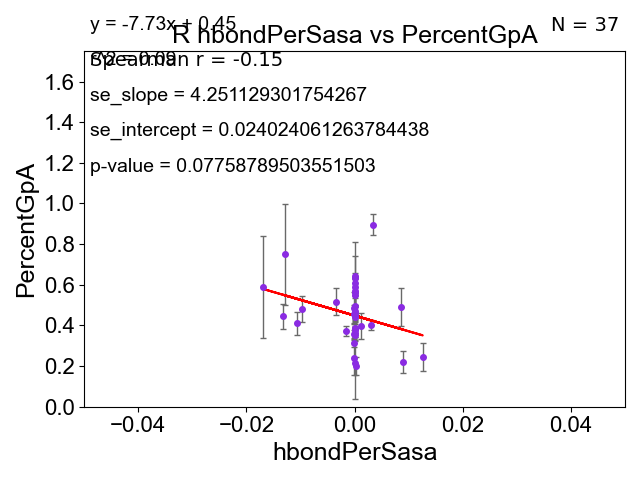 y = -7.73x + 0.45
N = 37
R hbondPerSasa vs PercentGpA
Spearman r = -0.15
se_slope = 4.251129301754267
se_intercept = 0.024024061263784438
p-value = 0.07758789503551503
PercentGpA
1.6
1.4
1.2
1.0
0.8
0.6
0.4
0.2
0.0
−0.04 −0.02 0.00 0.02 0.04
hbondPerSasa